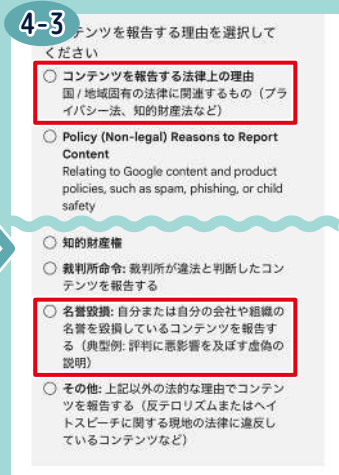 4-3
テンツを報告する理由を選択して
ください
コンテンツを報告する法律上の理由
国 / 地域固有の法律に関連するもの（プラ
イバシー法、知的財産法など）
Policy (Non-legal) Reasons to Report
Content
Relating to Google content and product
policies, such as spam, phishing, or child
safety
知的財産権
裁判所命令: 裁判所が違法と判断したコン
テンツを報告する
名誉毀損: 自分または自分の会社や組織の
名誉を毀損しているコンテンツを報告す
る（典型例: 評判に悪影響を及ぼす虚偽の
説明）
その他: 上記以外の法的な理由でコンテン
ツを報告する（反テロリズムまたはヘイ
トスピーチに関する現地の法律に違反し
ているコンテンツなど）